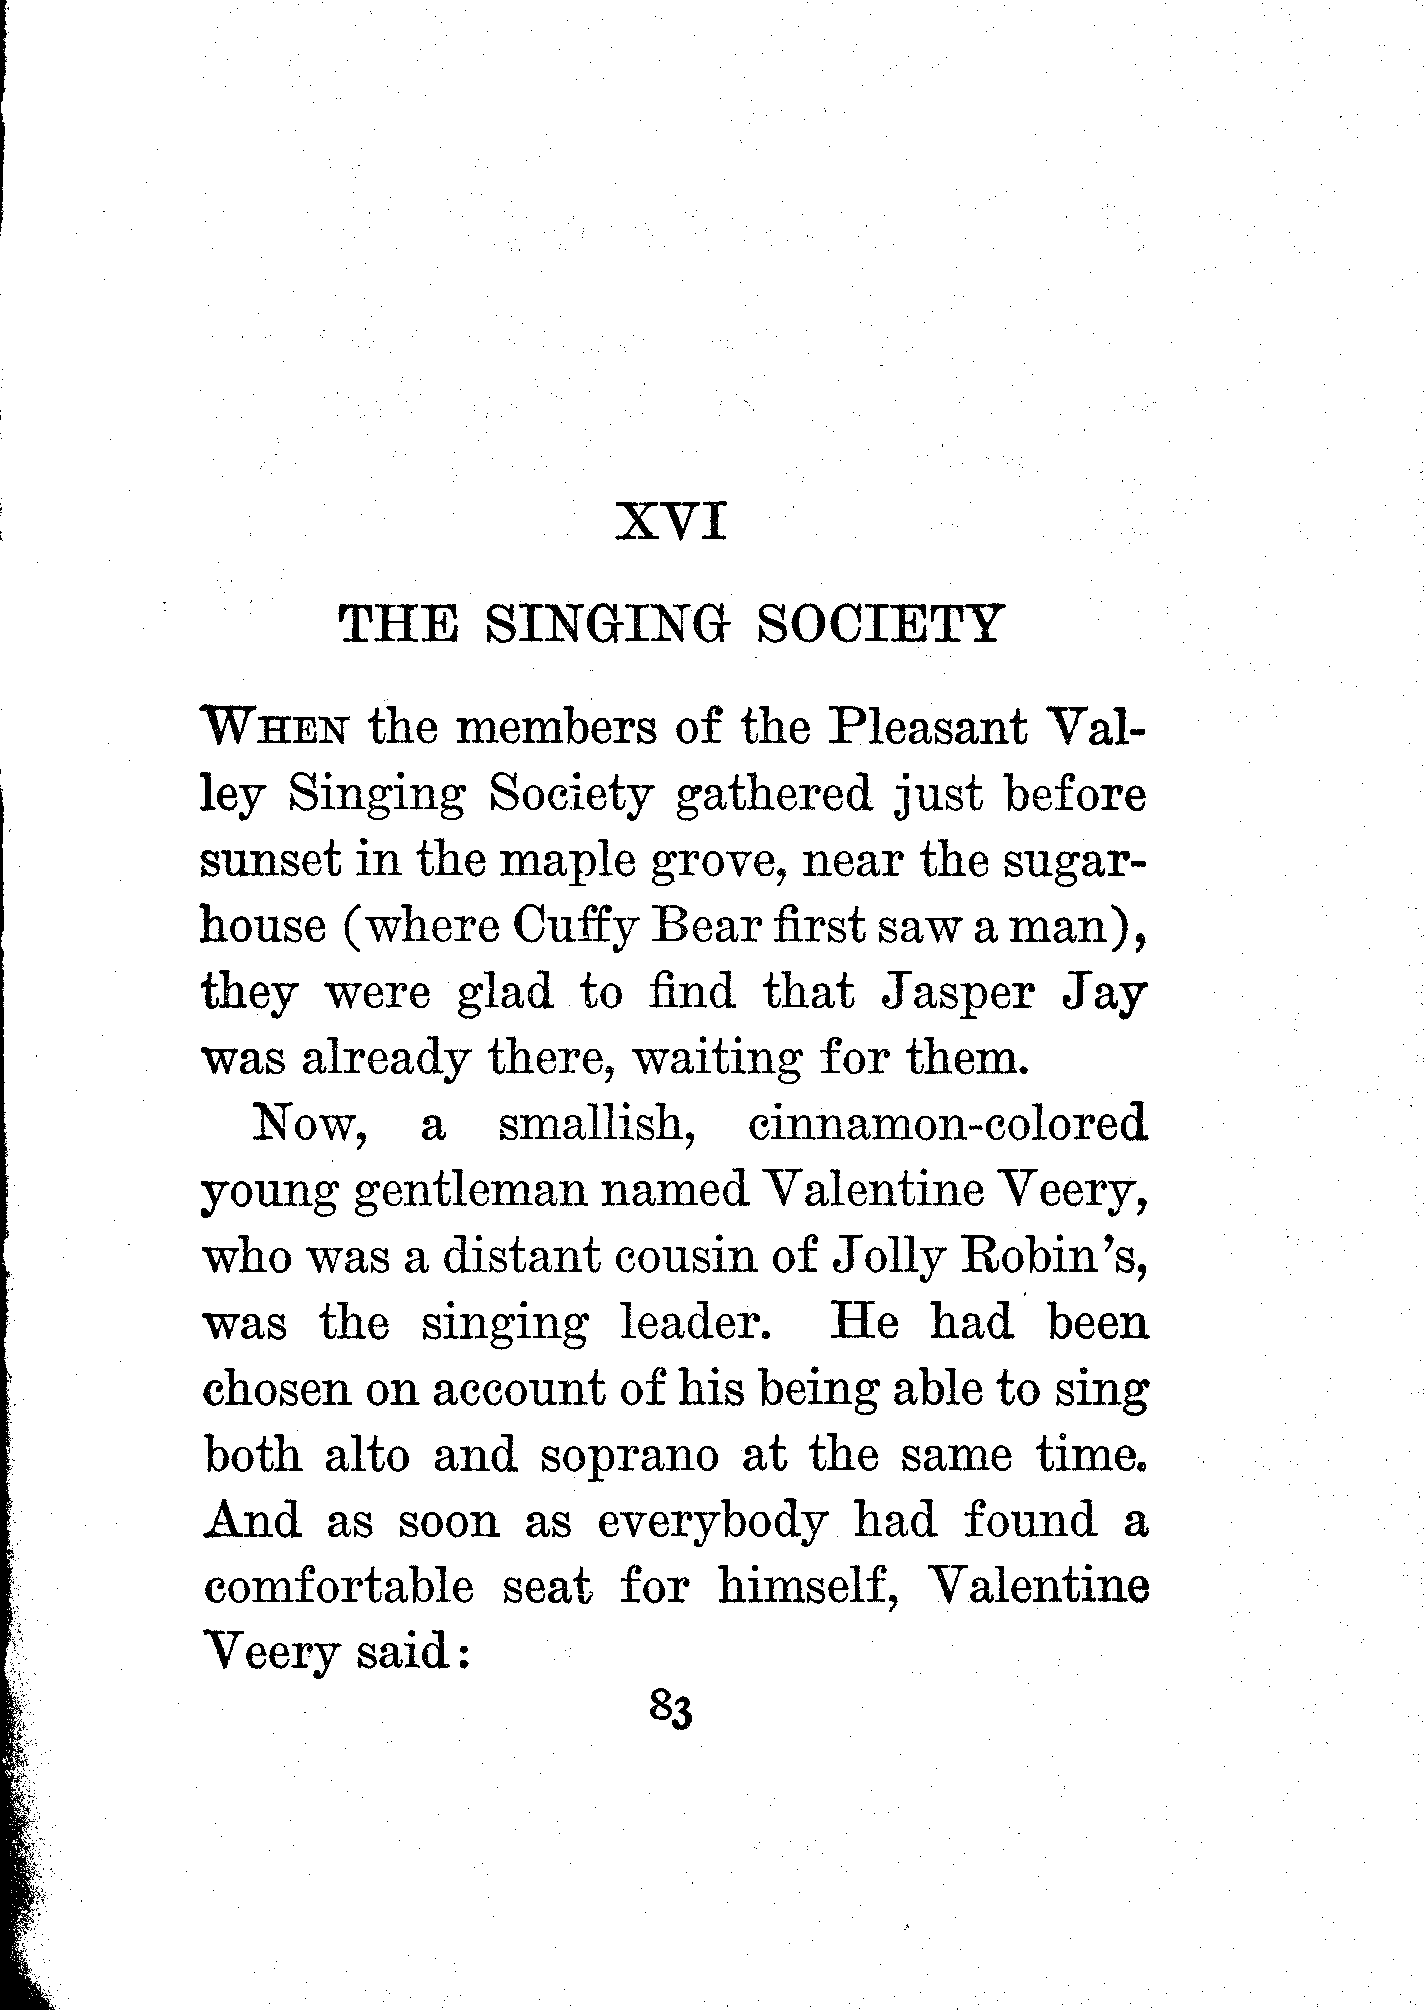 XVI
THE SINGING SOCIETY
WHEN the members of the Pleasant Val-
ley Singing Society gathered just before
sunset in the maple grove, near the sugar-
house (where Cuffy Bear first saw a man),
they were glad to find that Jasper Jay
was already there, waiting for them.
Now, a smallish, cinnamon-colored
young gentleman named Valentine Veery,
who was a distant cousin of Jolly Robin's,
was the singing leader. He had been
chosen on account of his being able to sing
both alto and soprano at the same time.
And as soon as everybody had found a
comfortable seat for himself, Valentine
Veery said:
83